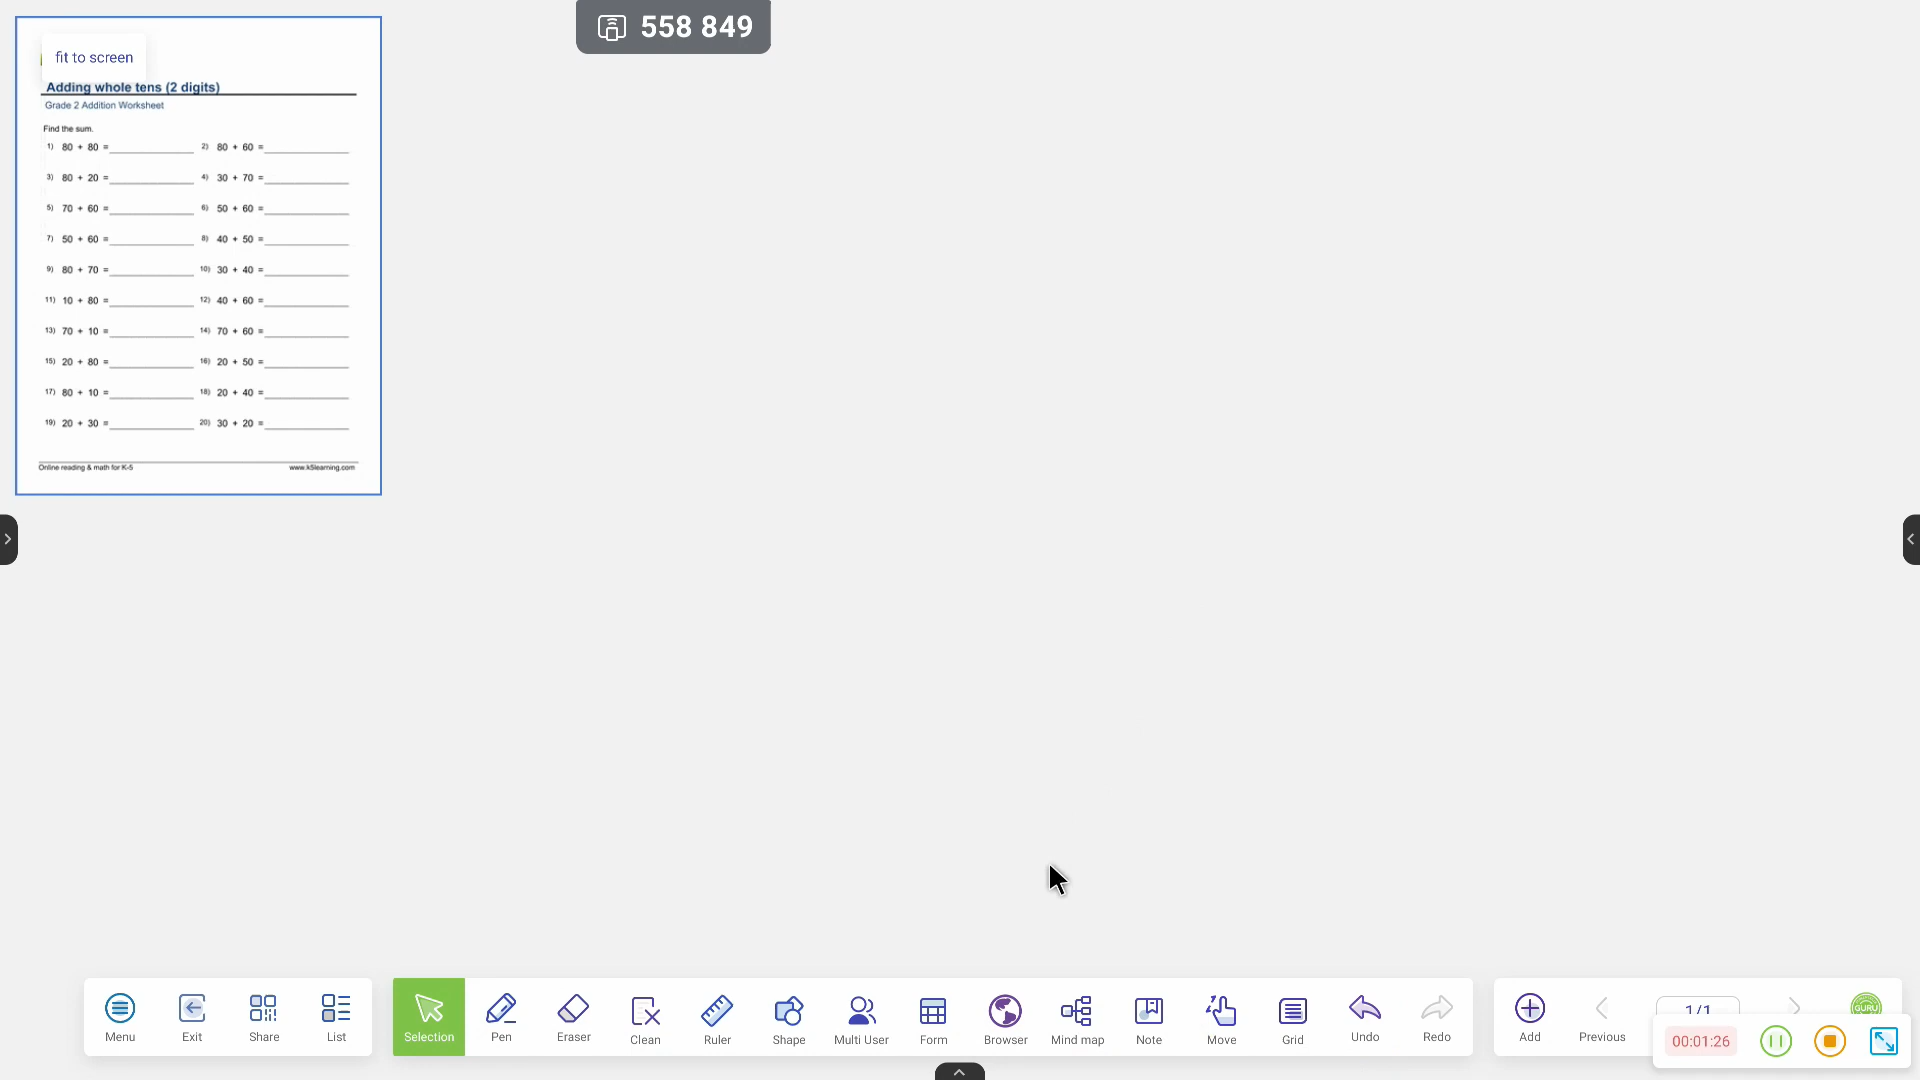 558 849
fit to screen
Adding whole tens (2 digits)
Grade 2 Addition Worksheet
Find the sum.
1) 80 + 80 = 2) 80 + 60 =
3) 80 + 20 = 4) 30 + 70 =
5) 70 + 60 = 6) 50 + 60 =
7) 50 + 60 = 8) 40 + 50 =
9) 80 + 70 = 10) 30 + 40 =
11) 10 + 80 = 12) 40 + 60 =
13) 70 + 10 = 14) 70 + 60 =
15) 20 + 80 = 16) 20 + 50 =
17) 80 + 10 = 18) 20 + 40 =
19) 20 + 30 = 20) 30 + 20 =
Online reading & math for K-5 www.k5learning.com
Menu Exit Share List Selection Pen Eraser Clean Ruler Shape Multi User Form Browser Mind map Note Move Grid Undo Redo Add Previous
1/1
GURU
00:01:26